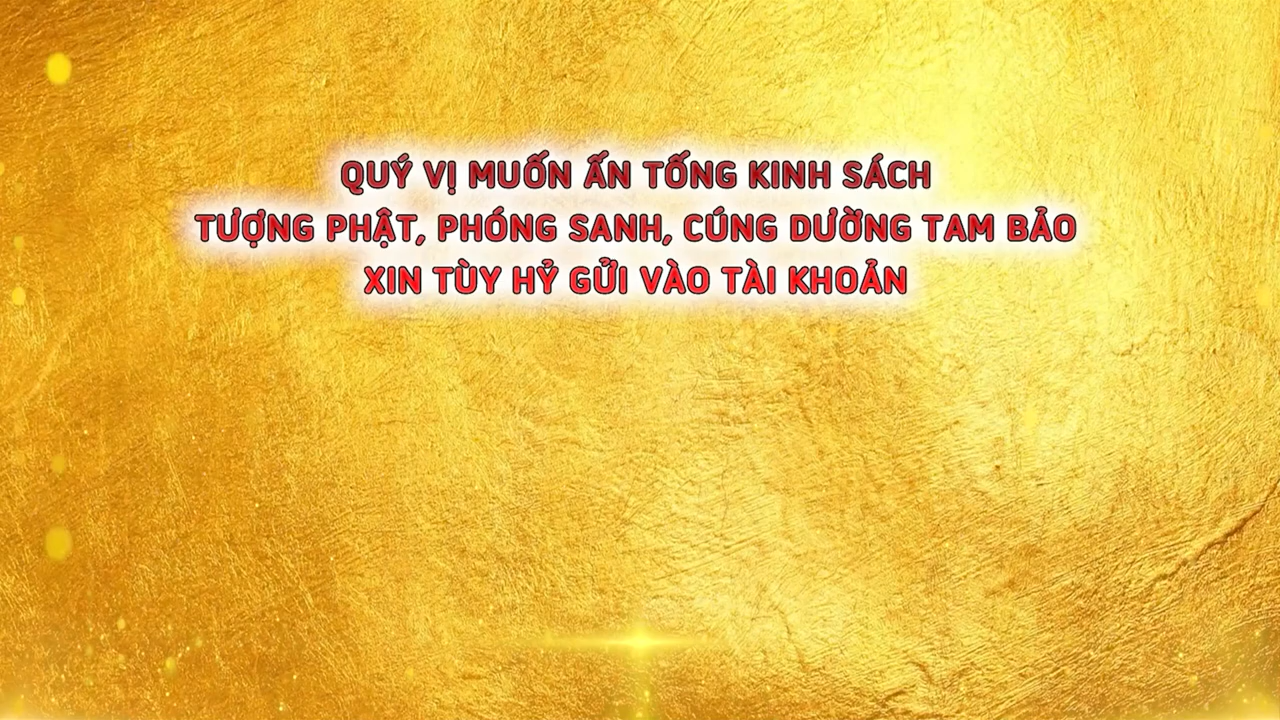 QUÝ VỊ MUỐN ẤN TỐNG KINH SÁCH
TƯỢNG PHẬT, PHÓNG SANH, CÚNG DƯỜNG TAM BẢO
XIN TÙY HỶ GỬI VÀO TÀI KHOẢN